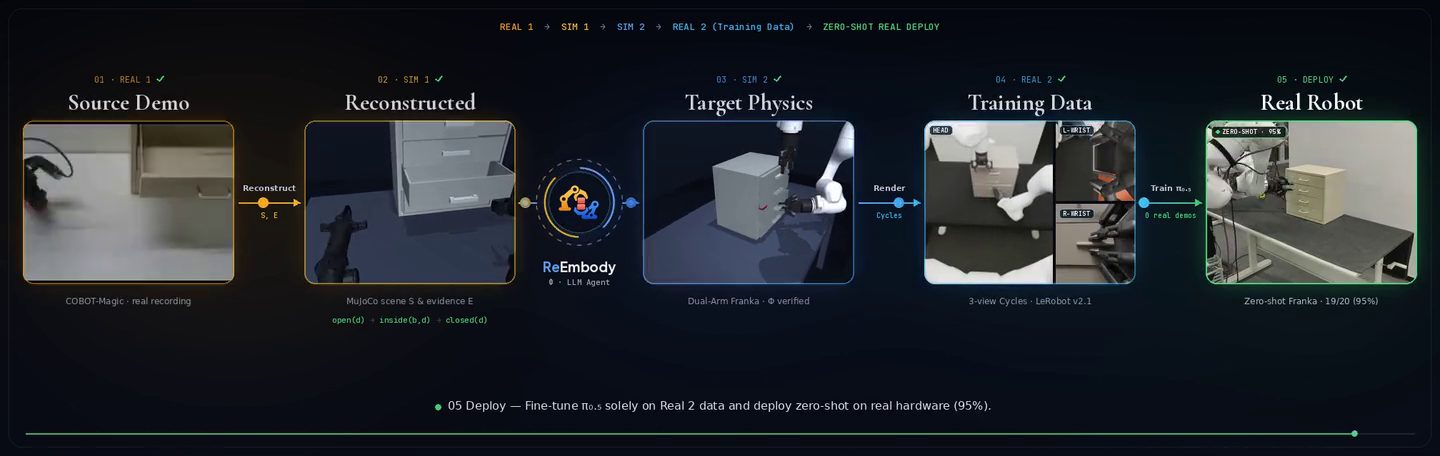 REAL 1 → SIM 1 → SIM 2 → REAL 2 (Training Data) → ZERO-SHOT REAL DEPLOY
01 · REAL 1 ✓
Source Demo
COBOT-Magic · real recording
Reconstruct
S, E
02 · SIM 1 ✓
Reconstructed
MuJoCo scene S & evidence E
open(d) → inside(b,d) → closed(d)
ReEmbody
Θ · LLM Agent
03 · SIM 2 ✓
Target Physics
Dual-Arm Franka · Φ verified
Render
Cycles
04 · REAL 2 ✓
Training Data
HEAD
L-WRIST
R-WRIST
3-view Cycles · LeRobot v2.1
Train π₀.₅
0 real demos
05 · DEPLOY ✓
Real Robot
ZERO-SHOT · 95%
Zero-shot Franka · 19/20 (95%)
05 Deploy — Fine-tune π₀.₅ solely on Real 2 data and deploy zero-shot on real hardware (95%).